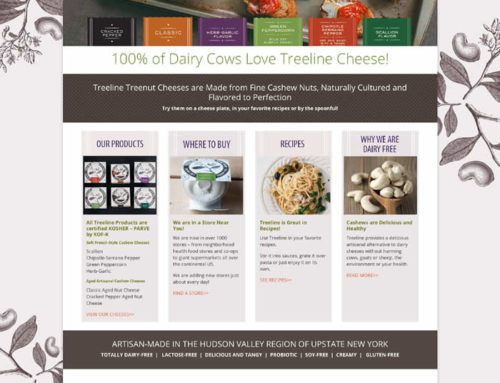 CRACKED
PEPPER
CLASSIC
HERB-GARLIC
FLAVOR
GREEN
PEPPERCORN
CHIPOTLE
SERRANO
PEPPER
SCALLION
FLAVOR
100% of Dairy Cows Love Treeline Cheese!
Treeline Treenut Cheeses are Made from Fine Cashew Nuts, Naturally Cultured and
Flavored to Perfection
Try them on a cheese plate, in your favorite recipes or by the spoonful!
OUR PRODUCTS
All Treeline Products are
certified KOSHER – PARVE
by KOF-K
Soft French-Style Cashew Cheeses
Scallion
Chipotle-Serrano Pepper
Green Peppercorn
Herb-Garlic
Aged Artisanal Cashew Cheeses
Classic Aged Nut Cheese
Cracked Pepper Aged Nut
Cheese
VIEW OUR CHEESES>>
WHERE TO BUY
We are in a Store Near
You!
We are now in over 1000
stores – from neighborhood
health food stores and co-ops
to giant supermarkets all over
the continental US.
We are adding new stores just
about every day!
FIND A STORE>>
RECIPES
Treeline is Great in
Recipes!
Use Treeline in your favorite
recipes.
Stir it into sauces, grate it over
pasta or just enjoy it on its
own.
SEE RECIPES>>
WHY WE ARE
DAIRY FREE
Cashews are Delicious and
Healthy
Treeline provides a delicious
artisanal alternative to dairy
cheeses without harming
cows, goats or sheep, the
environment or your health.
READ MORE>>
ARTISAN-MADE IN THE HUDSON VALLEY REGION OF UPSTATE NEW YORK
TOTALLY DAIRY-FREE | LACTOSE-FREE | DELICIOUS AND TANGY | PROBIOTIC | SOY-FREE | CREAMY | GLUTEN-FREE